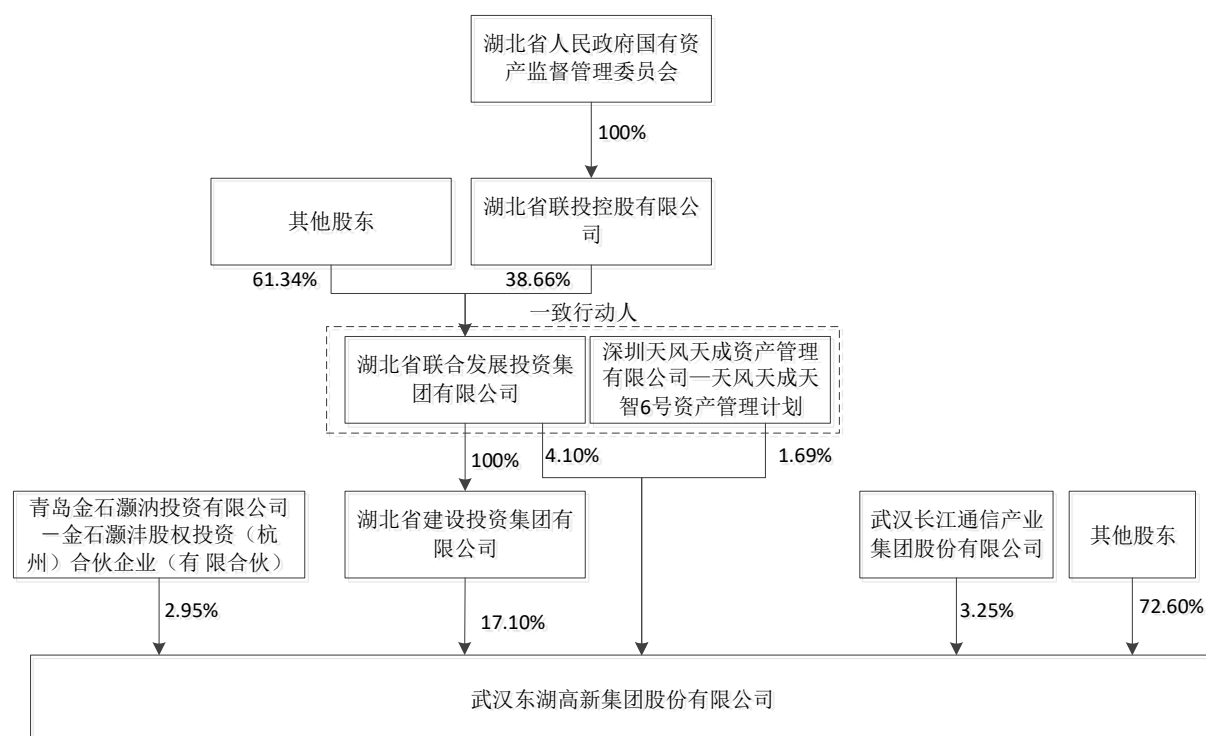 湖北省人民政府国有资
产监督管理委员会
100%
其他股东
湖北省联投控股有限公
司
61.34%
38.66%
一致行动人
湖北省联合发展投资集
团有限公司
深圳天风天成资产管理
有限公司—天风天成天
智6号资产管理计划
100%
4.10%
1.69%
青岛金石灏汭投资有限公司
－金石灏沣股权投资（杭
州）合伙企业（有 限合伙）
湖北省建设投资集团有
限公司
武汉长江通信产业
集团股份有限公司
其他股东
2.95%
17.10%
3.25%
72.60%
武汉东湖高新集团股份有限公司